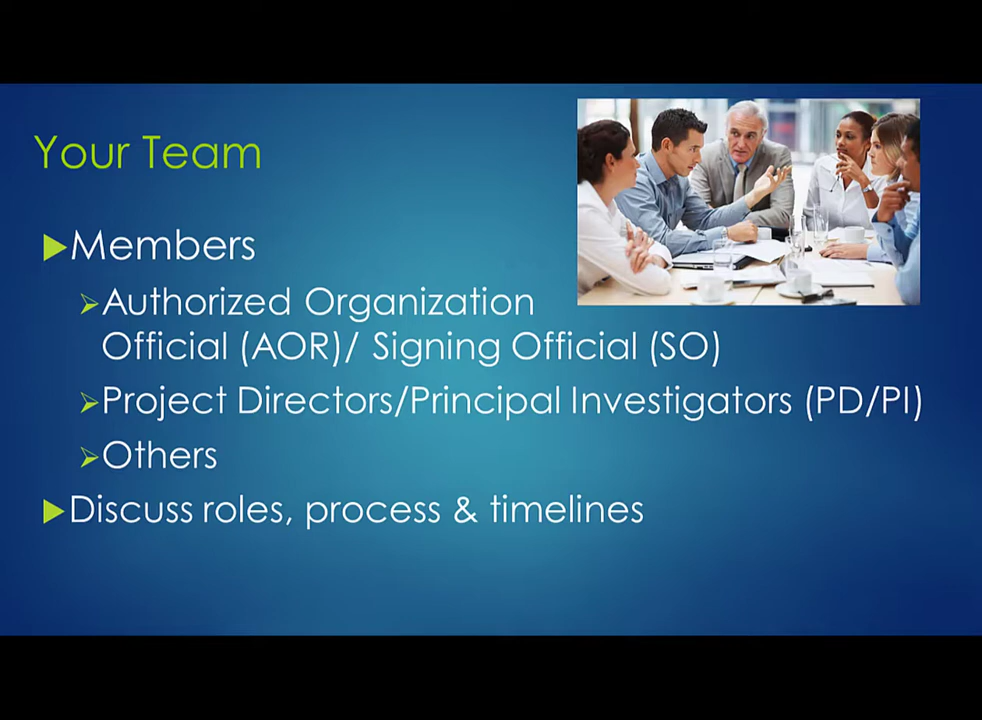 Your Team
Members
Authorized Organization
Official (AOR)/ Signing Official (SO)
Project Directors/Principal Investigators (PD/PI)
Others
Discuss roles, process & timelines